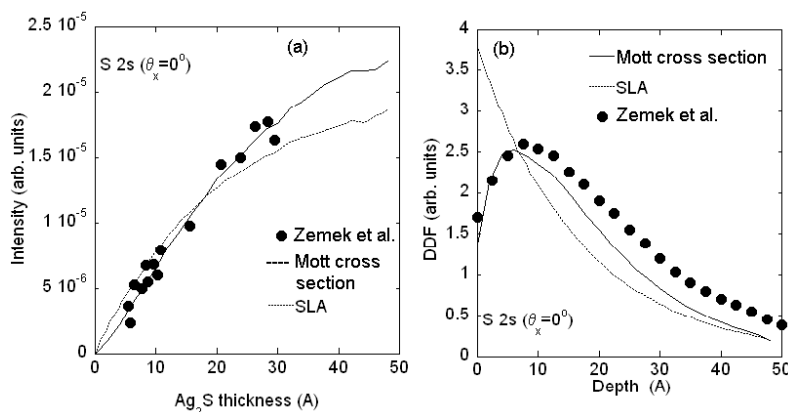 2.5 10⁻⁵
2 10⁻⁵
1.5 10⁻⁵
1 10⁻⁵
5 10⁻⁶
0
Intensity (arb. units)
S 2s (θₓ=0⁰)
(a)
Zemek et al.
Mott cross
section
SLA
0 10 20 30 40 50
Ag₂S thickness (A)
4
3.5
3
2.5
2
1.5
1
0.5
0
DDF (arb. units)
(b)
Mott cross section
SLA
Zemek et al.
S 2s (θₓ=0⁰)
0 10 20 30 40 50
Depth (A)